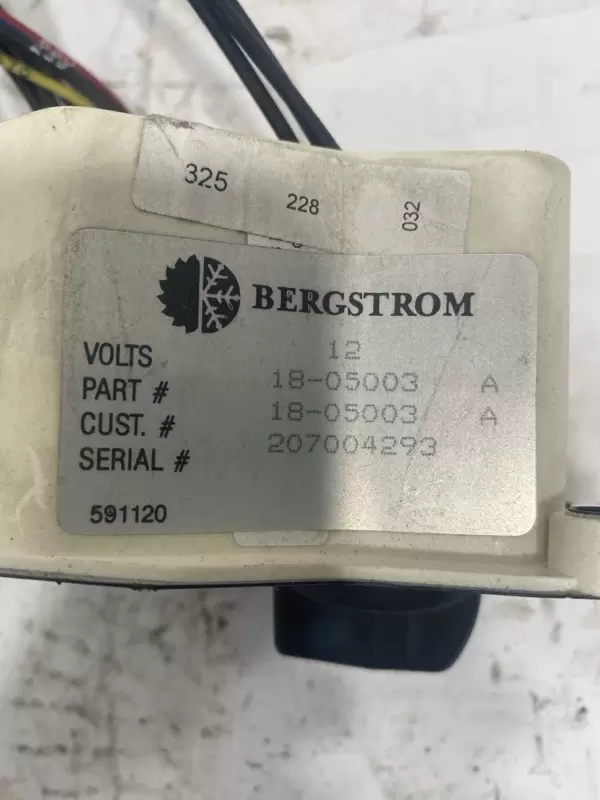 325 228 032
BERGSTROM
VOLTS 12
PART # 18-05003 A
CUST. # 18-05003 A
SERIAL # 207004293
591120